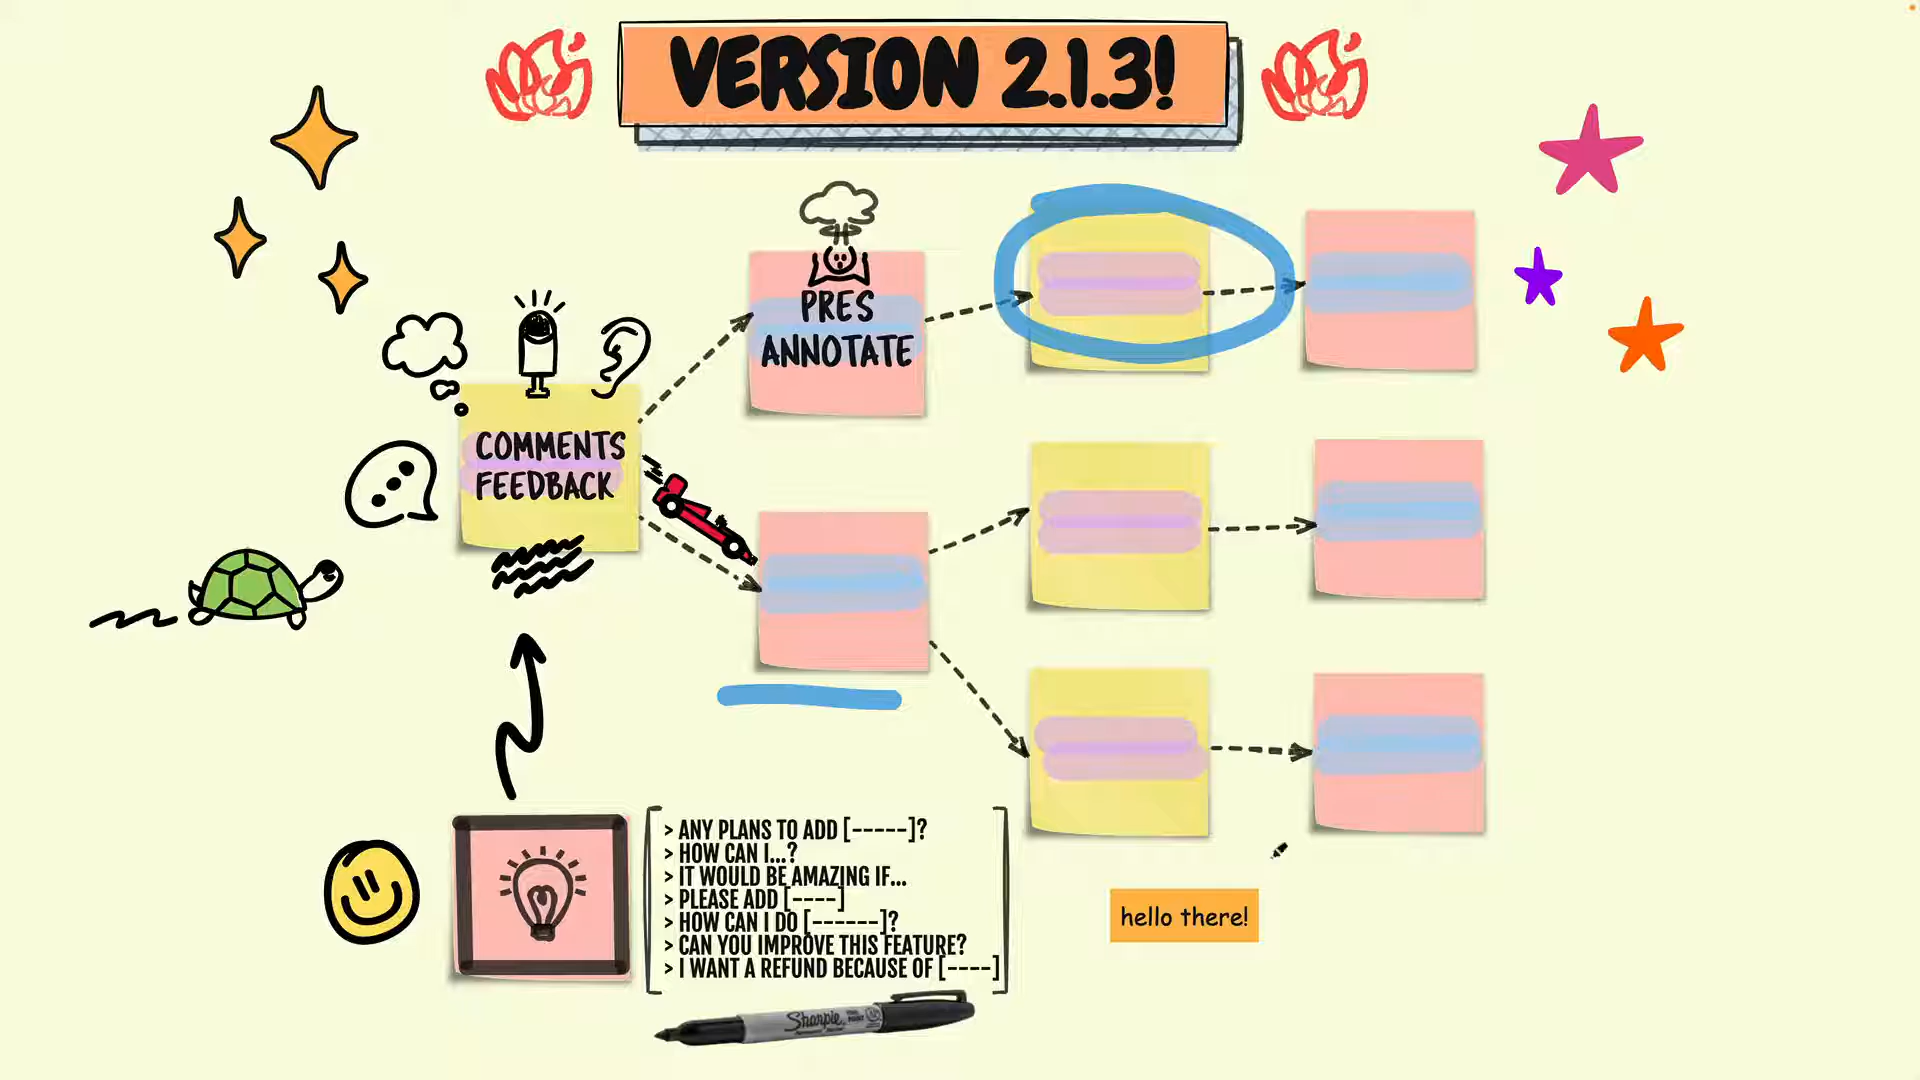 VERSION 2.1.3!
PRES
ANNOTATE
COMMENTS
FEEDBACK
> ANY PLANS TO ADD [-----]?
> HOW CAN I...?
> IT WOULD BE AMAZING IF...
> PLEASE ADD [----]
> HOW CAN I DO [------]?
> CAN YOU IMPROVE THIS FEATURE?
> I WANT A REFUND BECAUSE OF [----]
hello there!
Sharpie